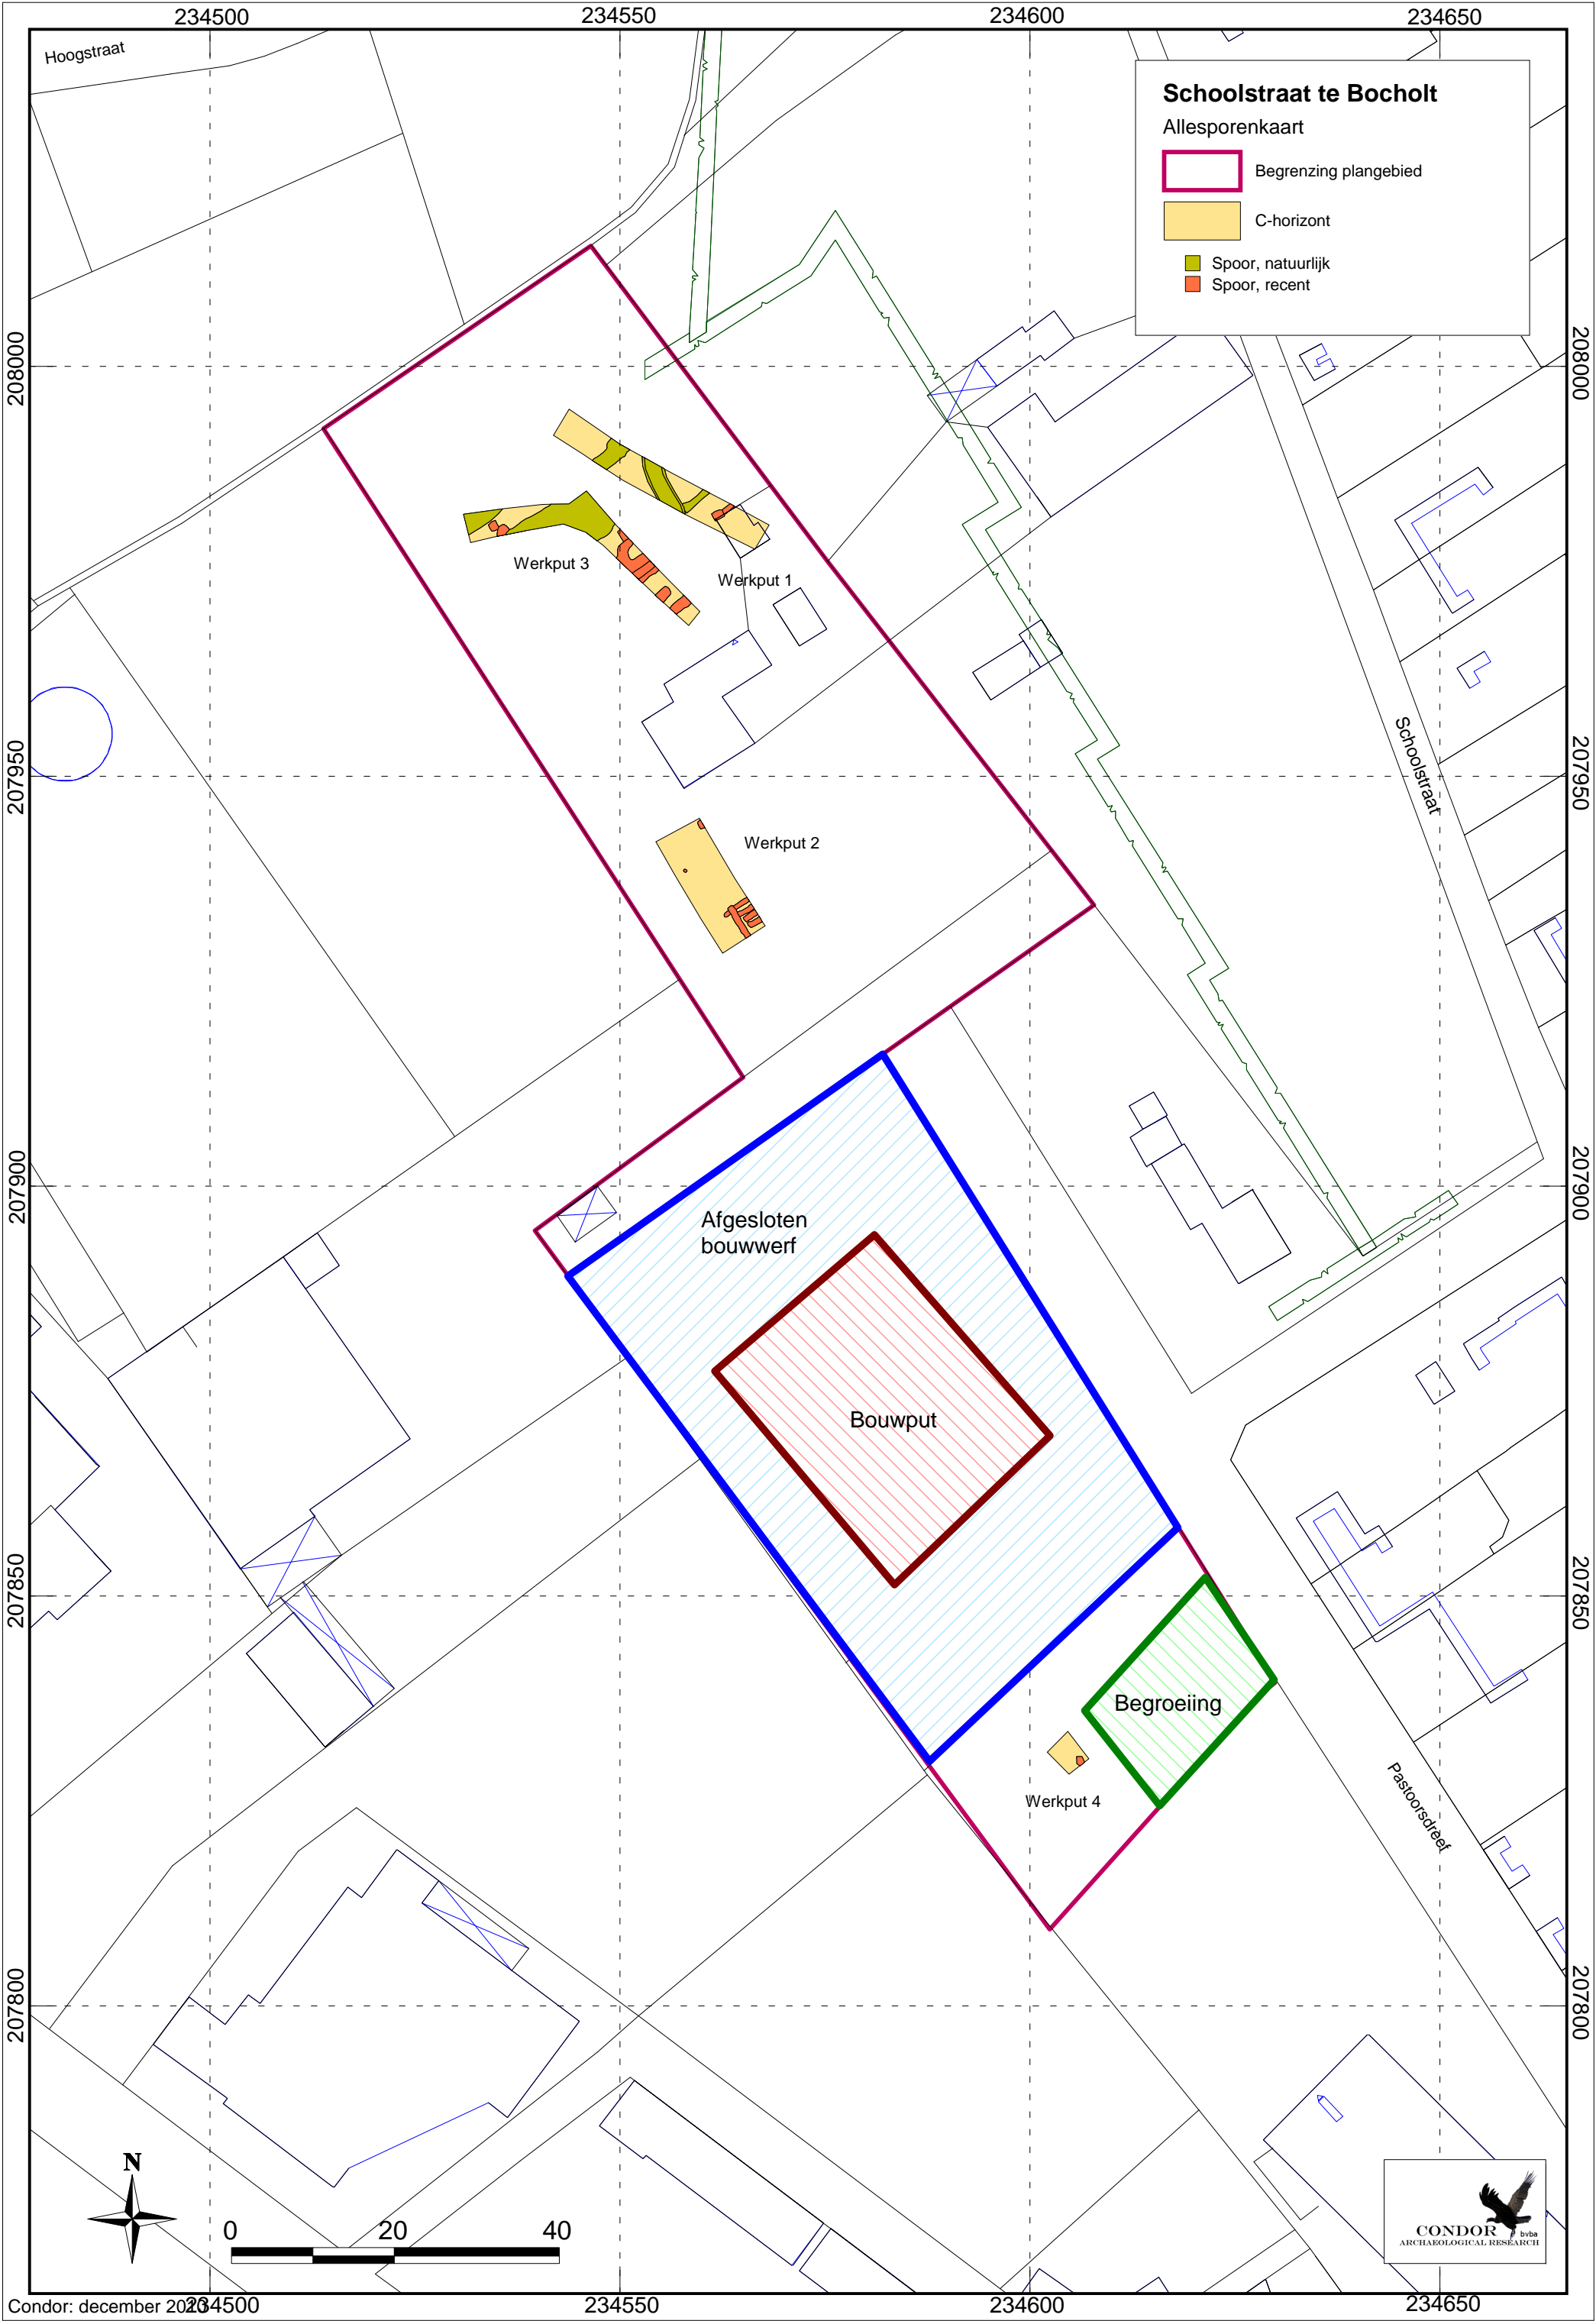 234500
234550
234600
234650
Hoogstraat
Schoolstraat te Bocholt
Allesporenkaart
Begrenzing plangebied
C-horizont
Spoor, natuurlijk
Spoor, recent
208000
208000
Werkput 3
Werkput 1
Schoolstraat
207950
207950
Werkput 2
207900
207900
Afgesloten
bouwwerf
Bouwput
207850
207850
Begroeiing
Werkput 4
Pastoorsdreef
207800
207800
N
0 20 40
CONDOR bvba
ARCHAEOLOGICAL RESEARCH
Condor: december
234500
234550
234600
234650